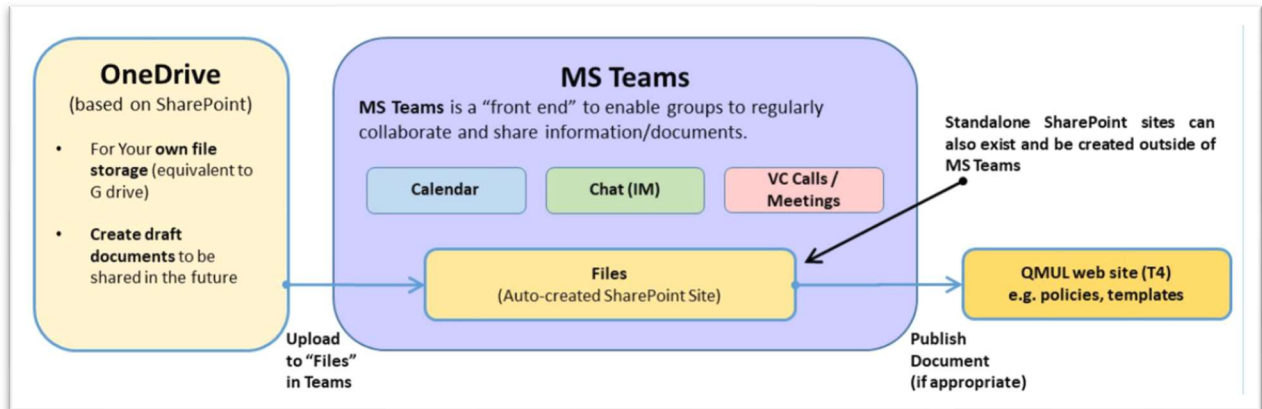 OneDrive
(based on SharePoint)
• For Your own file
storage (equivalent to
G drive)
• Create draft
documents to be
shared in the future
Upload
to “Files”
in Teams
MS Teams
MS Teams is a “front end” to enable groups to regularly
collaborate and share information/documents.
Calendar
Chat (IM)
VC Calls /
Meetings
Files
(Auto-created SharePoint Site)
Standalone SharePoint sites can
also exist and be created outside of
MS Teams
QMUL web site (T4)
e.g. policies, templates
Publish
Document
(if appropriate)